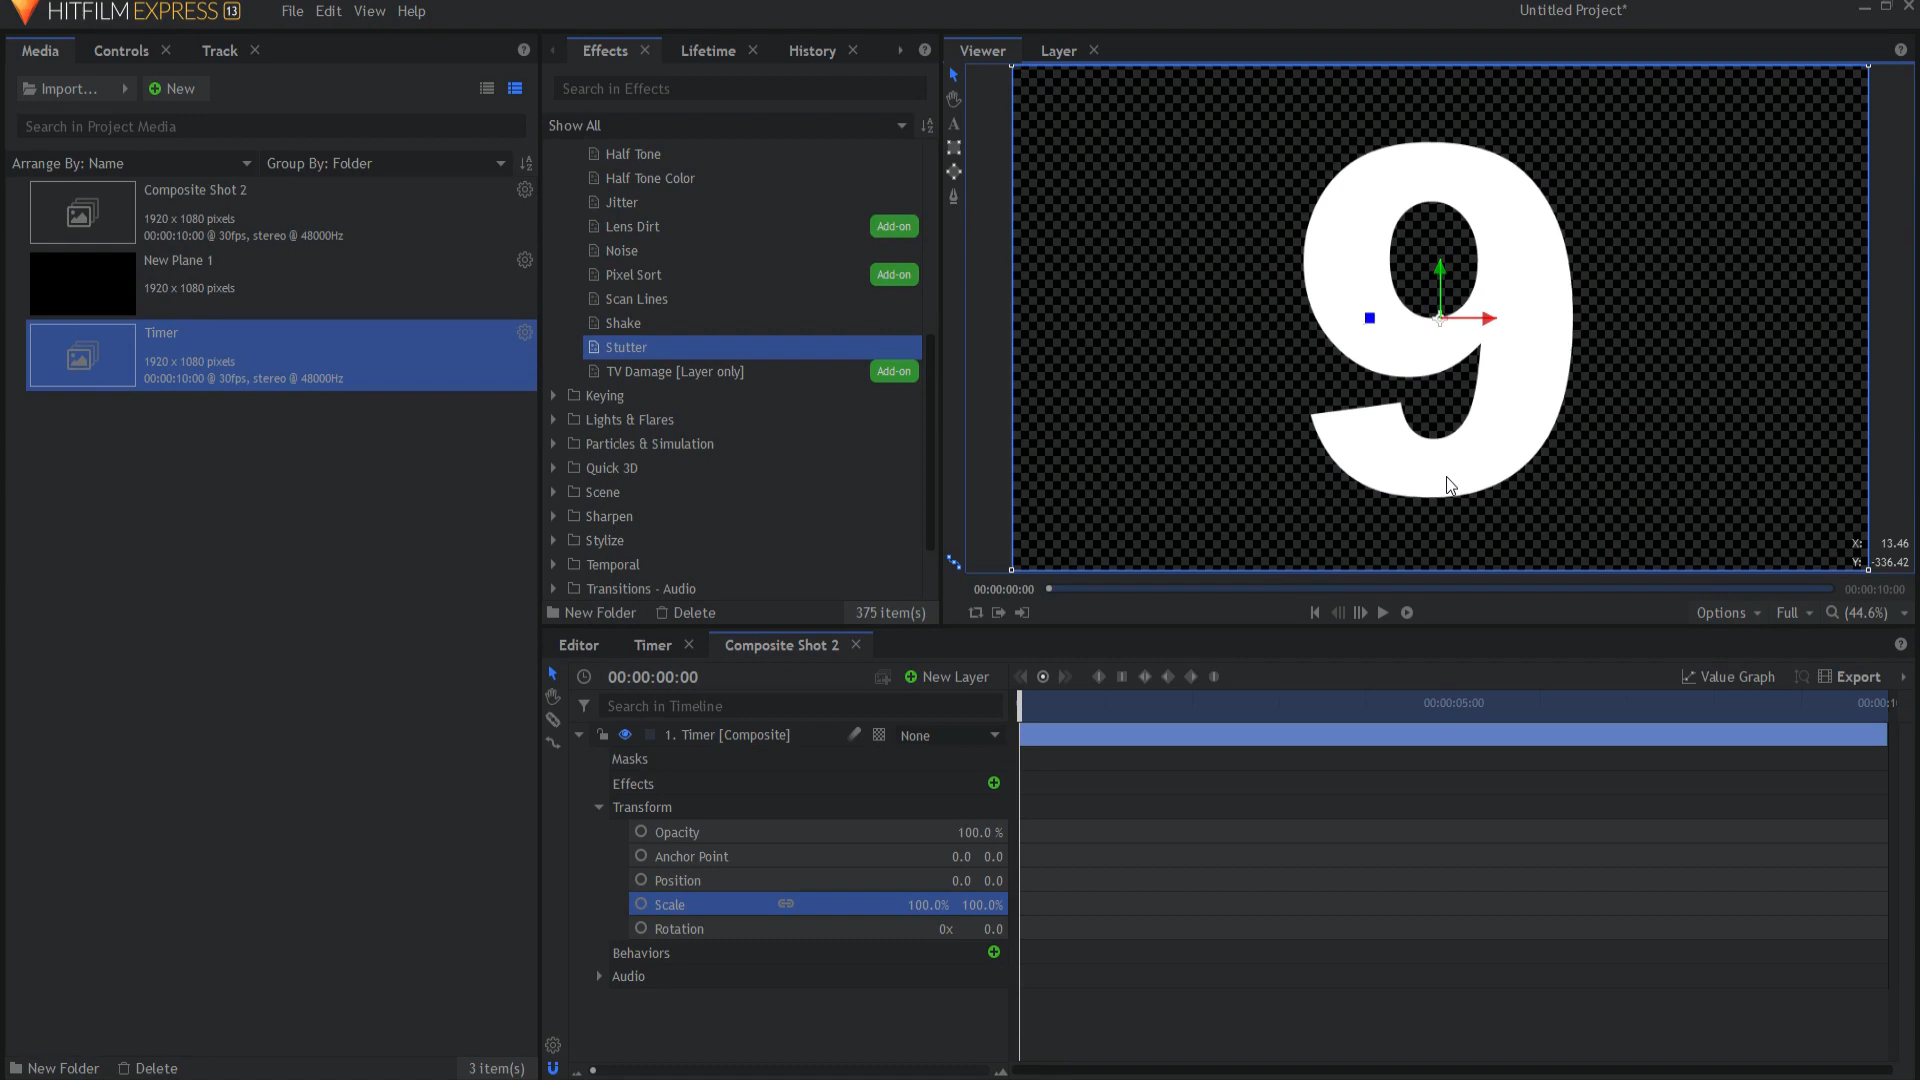 HITFILM EXPRESS 13
File Edit View Help
Untitled Project*
Media Controls Track
Effects Lifetime History
Viewer Layer
Import... New
Search in Project Media
Arrange By: Name Group By: Folder
Composite Shot 2
1920 x 1080 pixels
00:00:10:00 @ 30fps, stereo @ 48000Hz
New Plane 1
1920 x 1080 pixels
Timer
1920 x 1080 pixels
00:00:10:00 @ 30fps, stereo @ 48000Hz
New Folder Delete 3 item(s)
Search in Effects
Show All
Half Tone
Half Tone Color
Jitter
Lens Dirt Add-on
Noise
Pixel Sort Add-on
Scan Lines
Shake
Stutter
TV Damage [Layer only] Add-on
Keying
Lights & Flares
Particles & Simulation
Quick 3D
Scene
Sharpen
Stylize
Temporal
Transitions - Audio
New Folder Delete 375 item(s)
9
X: 13.46
Y: -336.42
00:00:00:00 00:00:10:00
Options Full (44.6%)
Editor Timer Composite Shot 2
00:00:00:00 New Layer Value Graph Export
Search in Timeline 00:00:05:00 00:00:1
1. Timer [Composite] None
Masks
Effects
Transform
Opacity 100.0 %
Anchor Point 0.0 0.0
Position 0.0 0.0
Scale 100.0% 100.0%
Rotation 0x 0.0
Behaviors
Audio